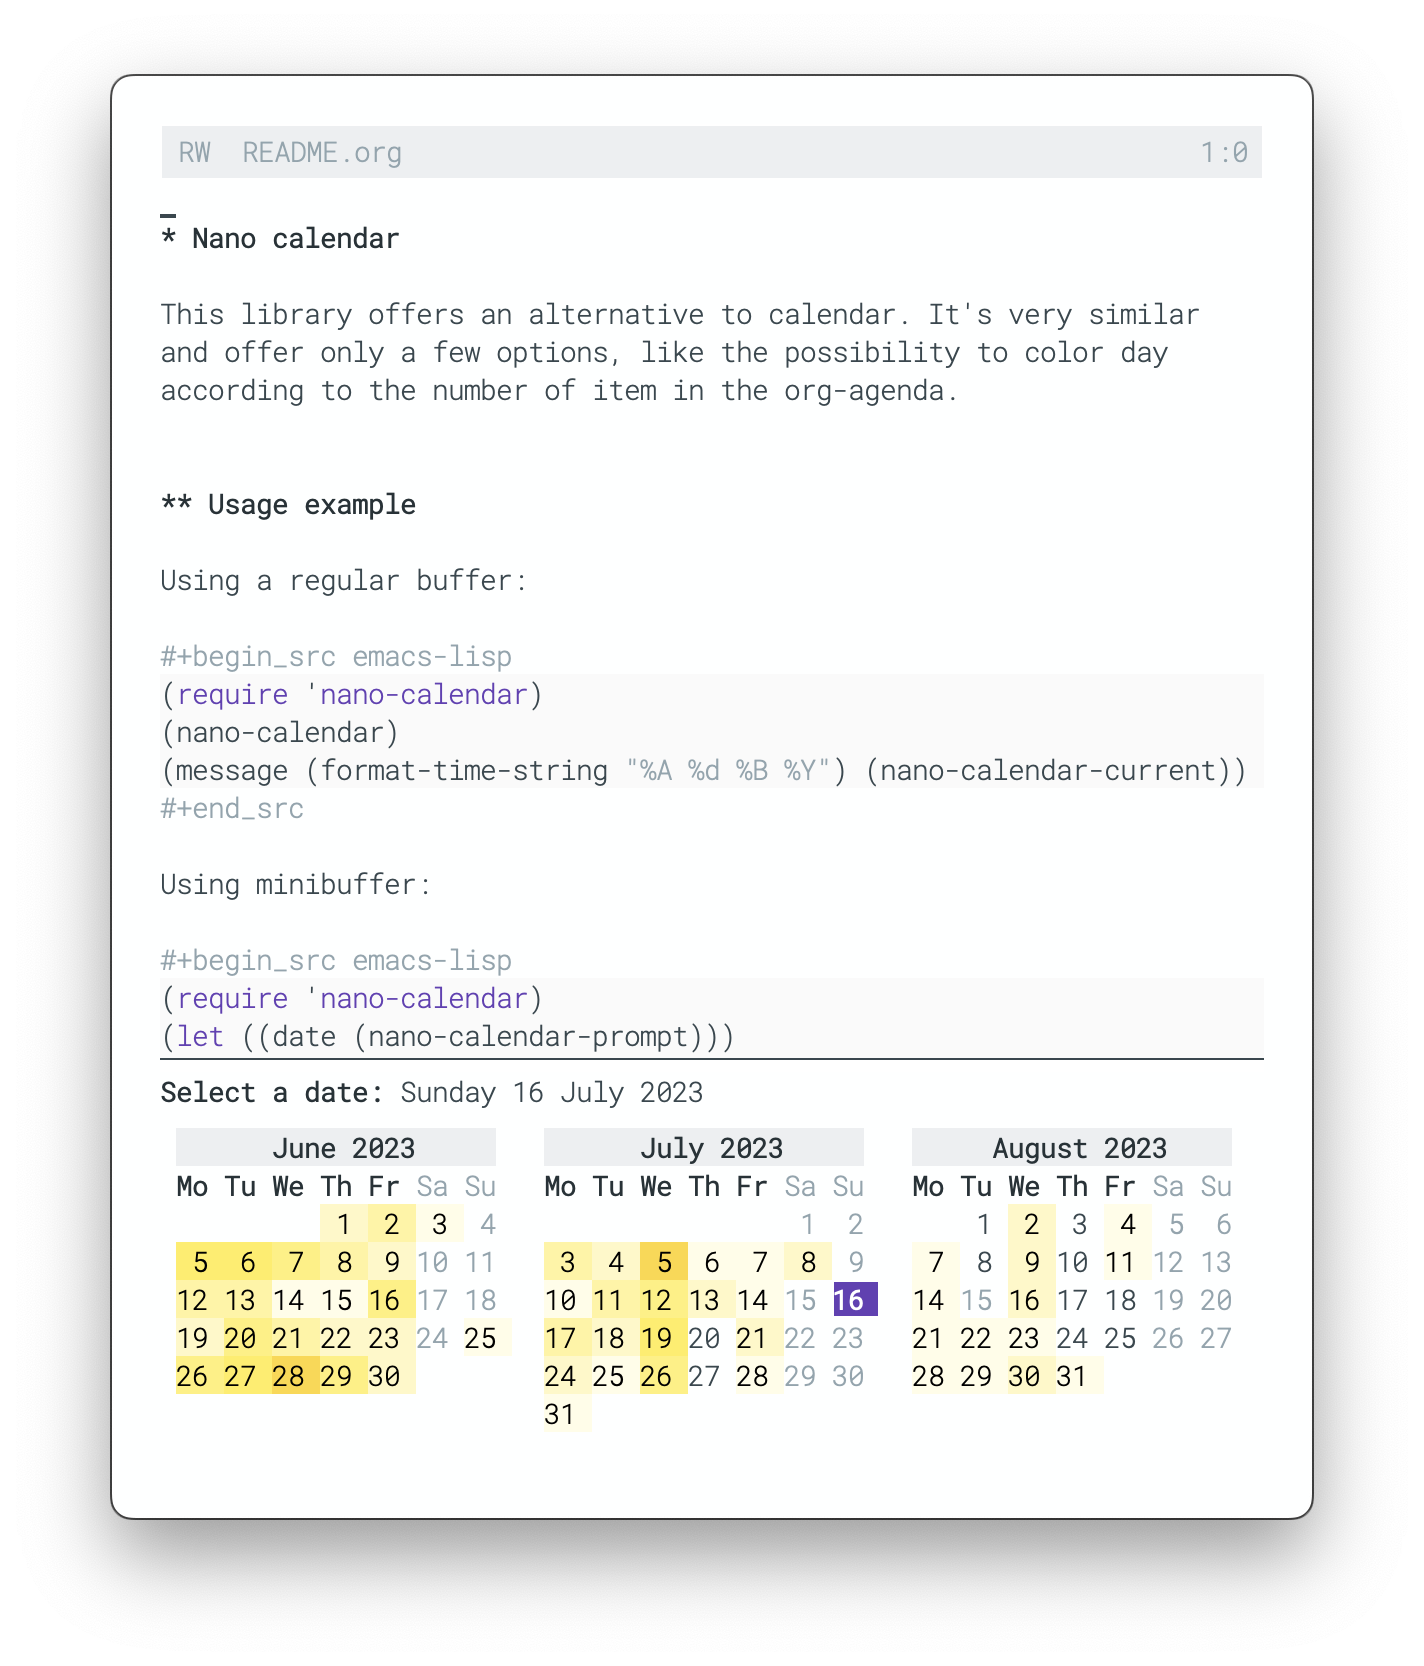 RW  README.org 1:0
* Nano calendar
This library offers an alternative to calendar. It's very similar
and offer only a few options, like the possibility to color day
according to the number of item in the org-agenda.
** Usage example
Using a regular buffer:
#+begin_src emacs-lisp
(require 'nano-calendar)
(nano-calendar)
(message (format-time-string "%A %d %B %Y") (nano-calendar-current))
#+end_src
Using minibuffer:
#+begin_src emacs-lisp
(require 'nano-calendar)
(let ((date (nano-calendar-prompt)))
Select a date: Sunday 16 July 2023
June 2023 July 2023 August 2023
Mo Tu We Th Fr Sa Su Mo Tu We Th Fr Sa Su Mo Tu We Th Fr Sa Su
1 2 3 4 1 2 1 2 3 4 5 6
5 6 7 8 9 10 11 3 4 5 6 7 8 9 7 8 9 10 11 12 13
12 13 14 15 16 17 18 10 11 12 13 14 15 16 14 15 16 17 18 19 20
19 20 21 22 23 24 25 17 18 19 20 21 22 23 21 22 23 24 25 26 27
26 27 28 29 30 24 25 26 27 28 29 30 28 29 30 31
31